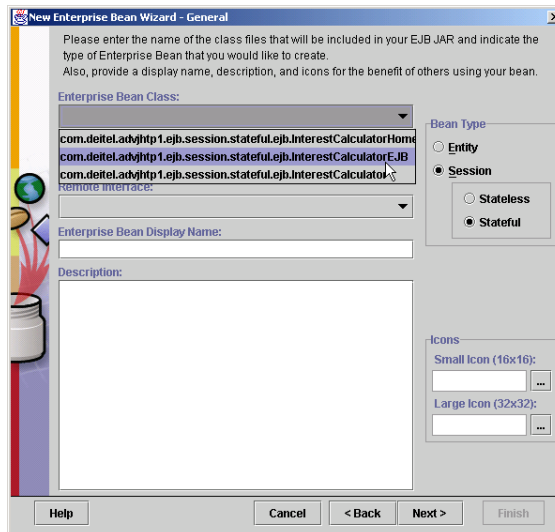 New Enterprise Bean Wizard - General
Please enter the name of the class files that will be included in your EJB JAR and indicate the
type of Enterprise Bean that you would like to create.
Also, provide a display name, description, and icons for the benefit of others using your bean.
Enterprise Bean Class:
com.deitel.advjhtp1.ejb.session.stateful.ejb.InterestCalculatorHome
com.deitel.advjhtp1.ejb.session.stateful.ejb.InterestCalculatorEJB
com.deitel.advjhtp1.ejb.session.stateful.ejb.InterestCalculator
Remote Interface:
Enterprise Bean Display Name:
Description:
Bean Type
Entity
Session
Stateless
Stateful
Icons
Small Icon (16x16):
...
Large Icon (32x32):
...
Help
Cancel
< Back
Next >
Finish